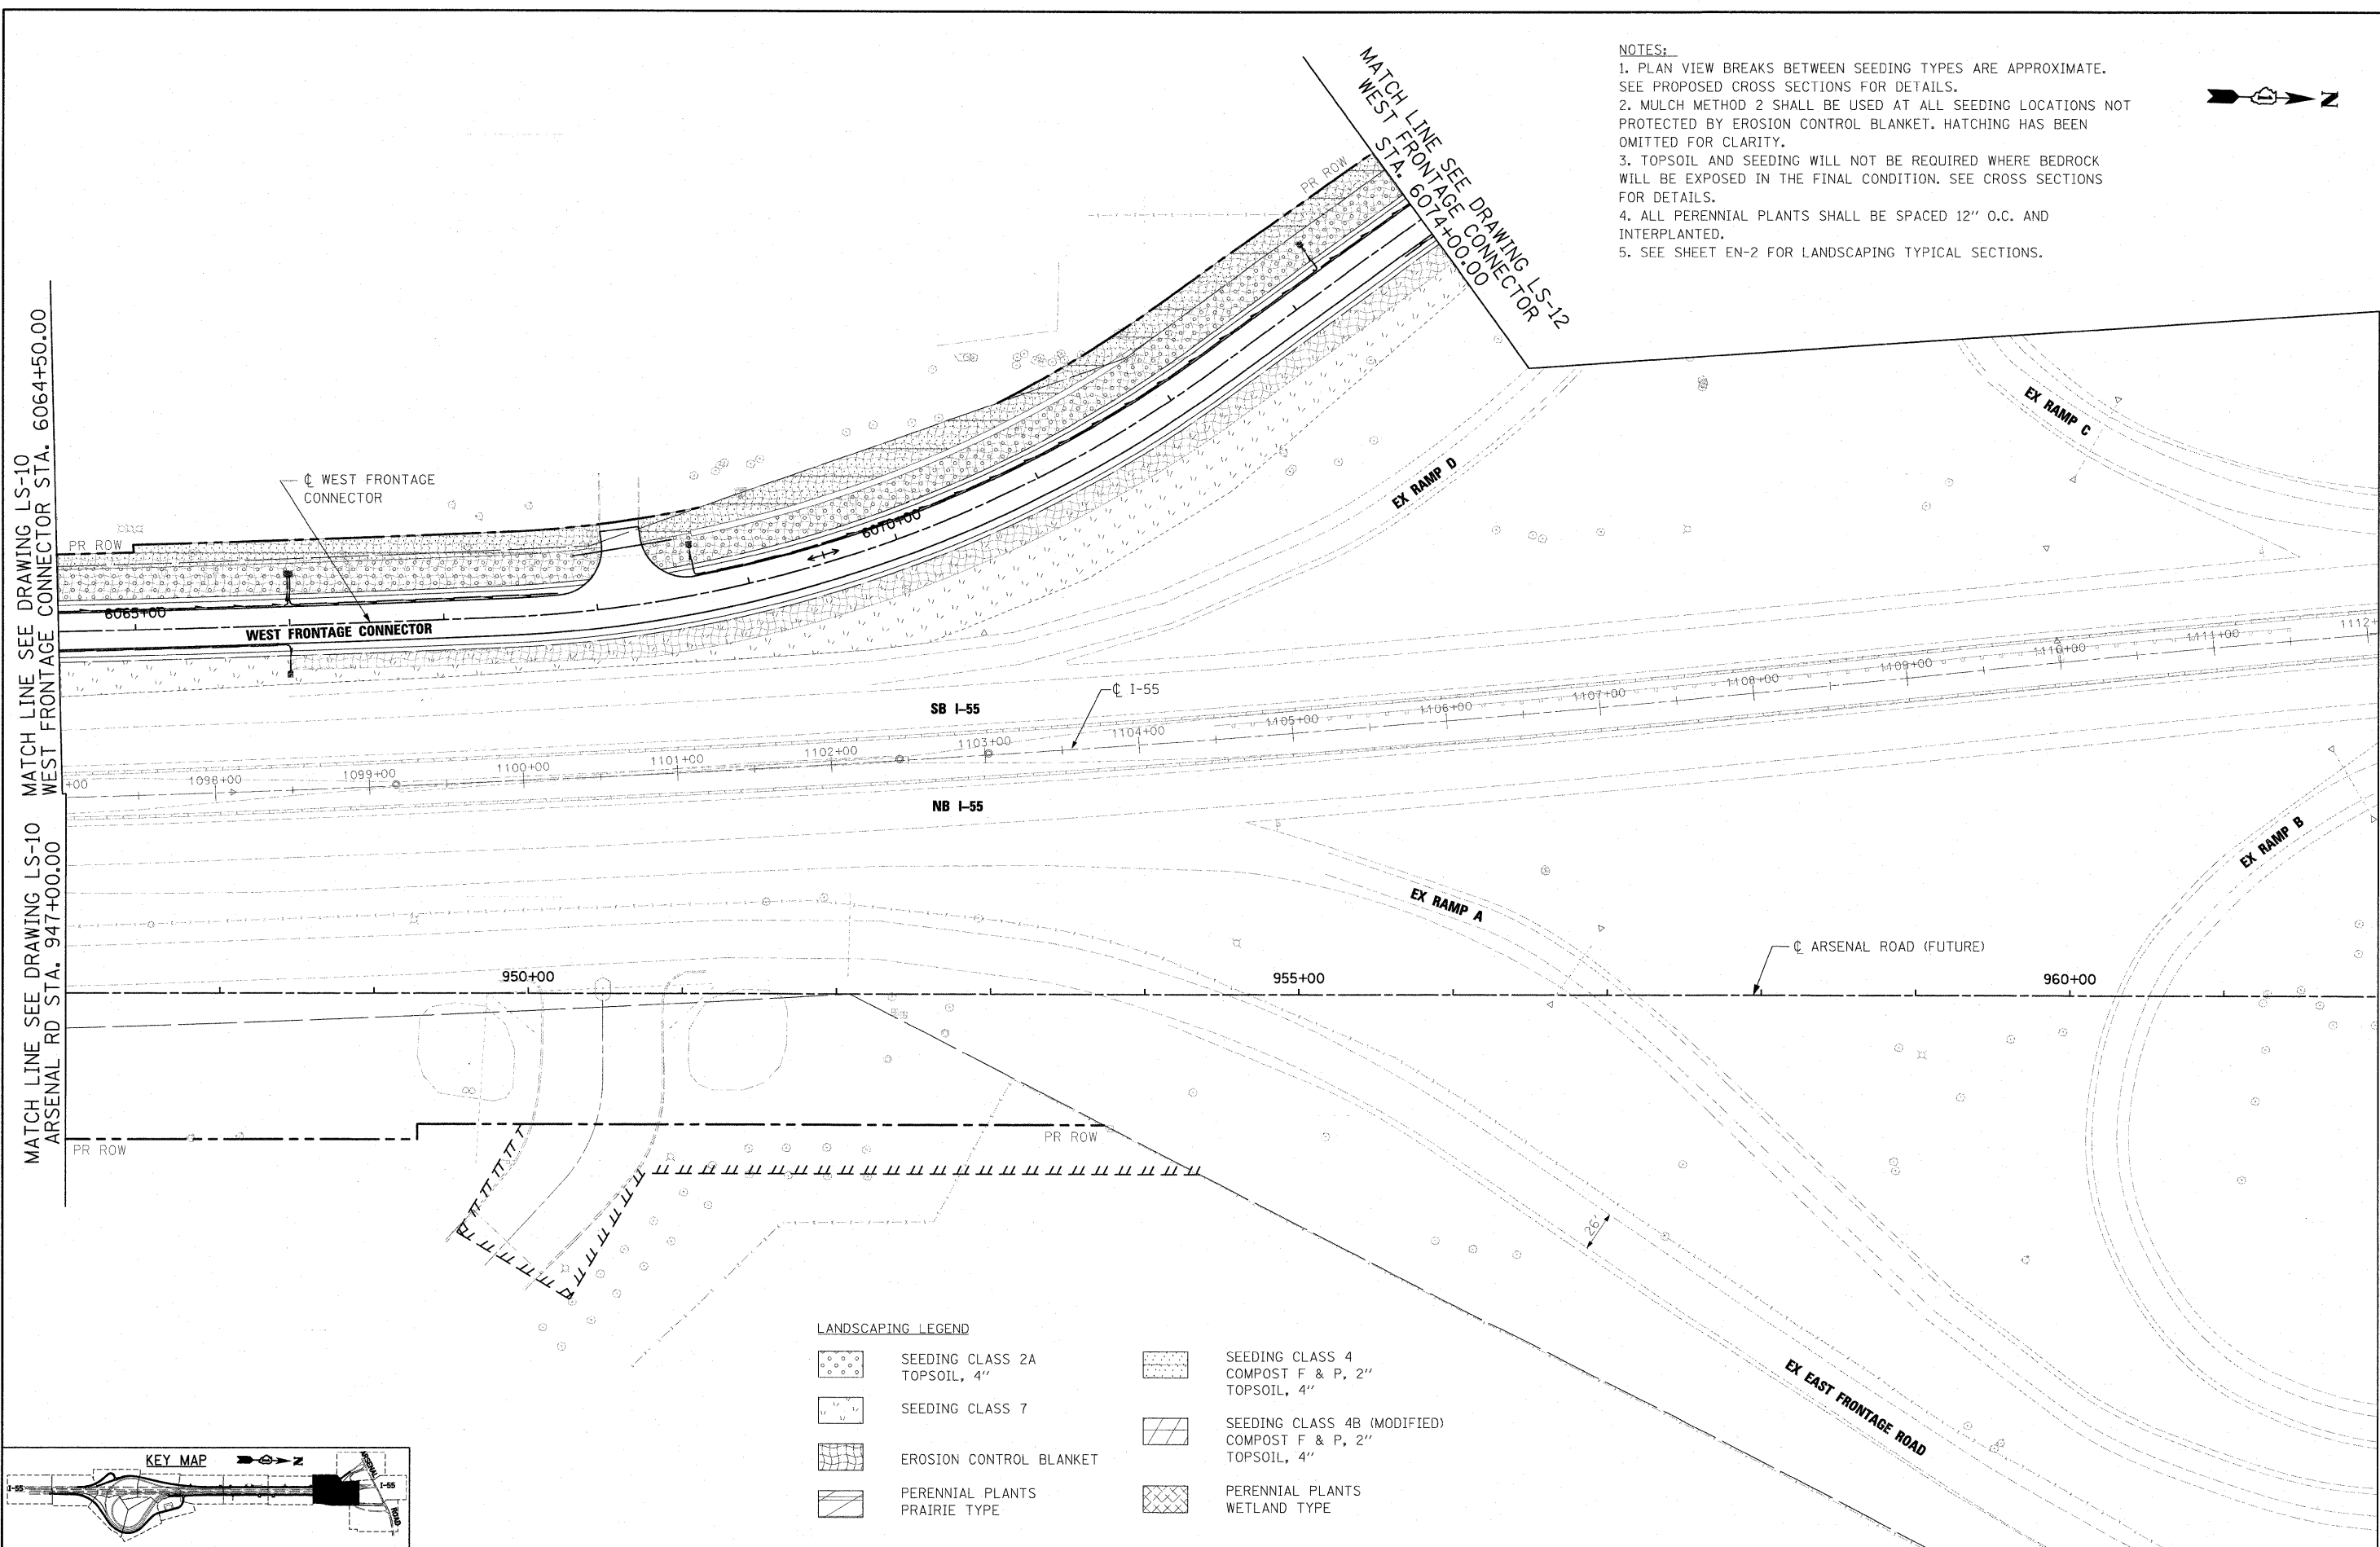 NOTES:
1. PLAN VIEW BREAKS BETWEEN SEEDING TYPES ARE APPROXIMATE.
SEE PROPOSED CROSS SECTIONS FOR DETAILS.
2. MULCH METHOD 2 SHALL BE USED AT ALL SEEDING LOCATIONS NOT
PROTECTED BY EROSION CONTROL BLANKET. HATCHING HAS BEEN
OMITTED FOR CLARITY.
3. TOPSOIL AND SEEDING WILL NOT BE REQUIRED WHERE BEDROCK
WILL BE EXPOSED IN THE FINAL CONDITION. SEE CROSS SECTIONS
FOR DETAILS.
4. ALL PERENNIAL PLANTS SHALL BE SPACED 12" O.C. AND
INTERPLANTED.
5. SEE SHEET EN-2 FOR LANDSCAPING TYPICAL SECTIONS.
N
MATCH LINE SEE DRAWING LS-12
WEST FRONTAGE CONNECTOR
STA. 6074+00.00
PR ROW
MATCH LINE SEE DRAWING LS-10
WEST FRONTAGE CONNECTOR STA. 6064+50.00
℄ WEST FRONTAGE
CONNECTOR
PR ROW
6065+00
WEST FRONTAGE CONNECTOR
6070+00
EX RAMP D
EX RAMP C
SB I-55
℄ I-55
NB I-55
+00
1098+00
1099+00
1100+00
1101+00
1102+00
1103+00
1104+00
1105+00
1106+00
1107+00
1108+00
1109+00
1110+00
1111+00
1112+
EX RAMP B
EX RAMP A
℄ ARSENAL ROAD (FUTURE)
950+00
955+00
960+00
MATCH LINE SEE DRAWING LS-10
ARSENAL RD STA. 947+00.00
PR ROW
PR ROW
26'
EX EAST FRONTAGE ROAD
LANDSCAPING LEGEND
SEEDING CLASS 2A
TOPSOIL, 4"
SEEDING CLASS 7
EROSION CONTROL BLANKET
PERENNIAL PLANTS
PRAIRIE TYPE
SEEDING CLASS 4
COMPOST F & P, 2"
TOPSOIL, 4"
SEEDING CLASS 4B (MODIFIED)
COMPOST F & P, 2"
TOPSOIL, 4"
PERENNIAL PLANTS
WETLAND TYPE
KEY MAP
N
I-55
ARSENAL
I-55
ROAD